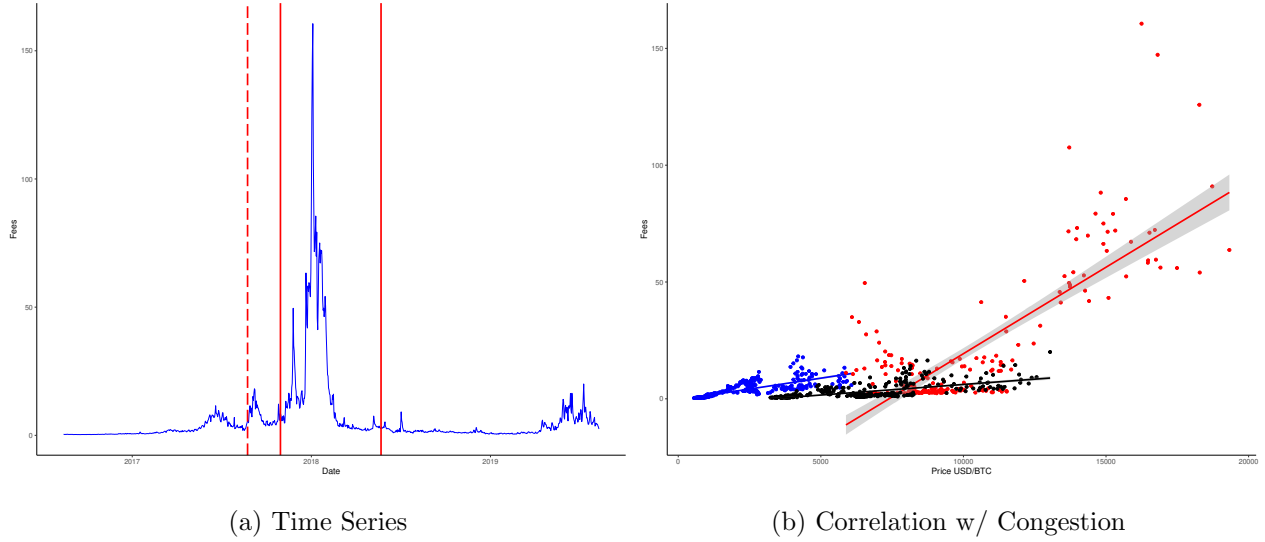 150
100
50
0
Fees
2017
2018
2019
Date
(a) Time Series
150
100
50
0
Fees
0
5000
10000
15000
20000
Price USD/BTC
(b) Correlation w/ Congestion